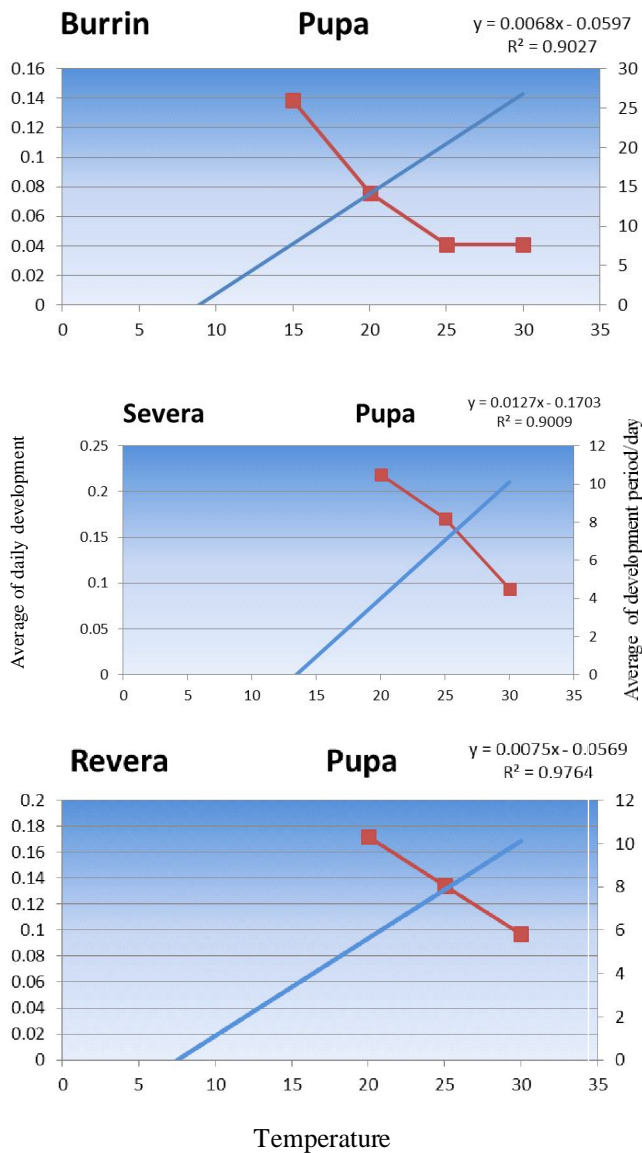 Burrin Pupa y = 0.0068x - 0.0597
R² = 0.9027
0.16 30
0.14 25
0.12 20
0.1 15
0.08 10
0.06 5
0.04 0
0.02
0
0 5 10 15 20 25 30 35
Severa Pupa y = 0.0127x - 0.1703
R² = 0.9009
Average of daily development
0.25 12
0.2 10
0.15 8
0.1 6
0.05 4
0 2
0
0 5 10 15 20 25 30 35
Average of development period/day
Revera Pupa y = 0.0075x - 0.0569
R² = 0.9764
0.2 12
0.18 10
0.16 8
0.14 6
0.12 4
0.1 2
0.08 0
0.06
0.04
0.02
0
0 5 10 15 20 25 30 35
Temperature